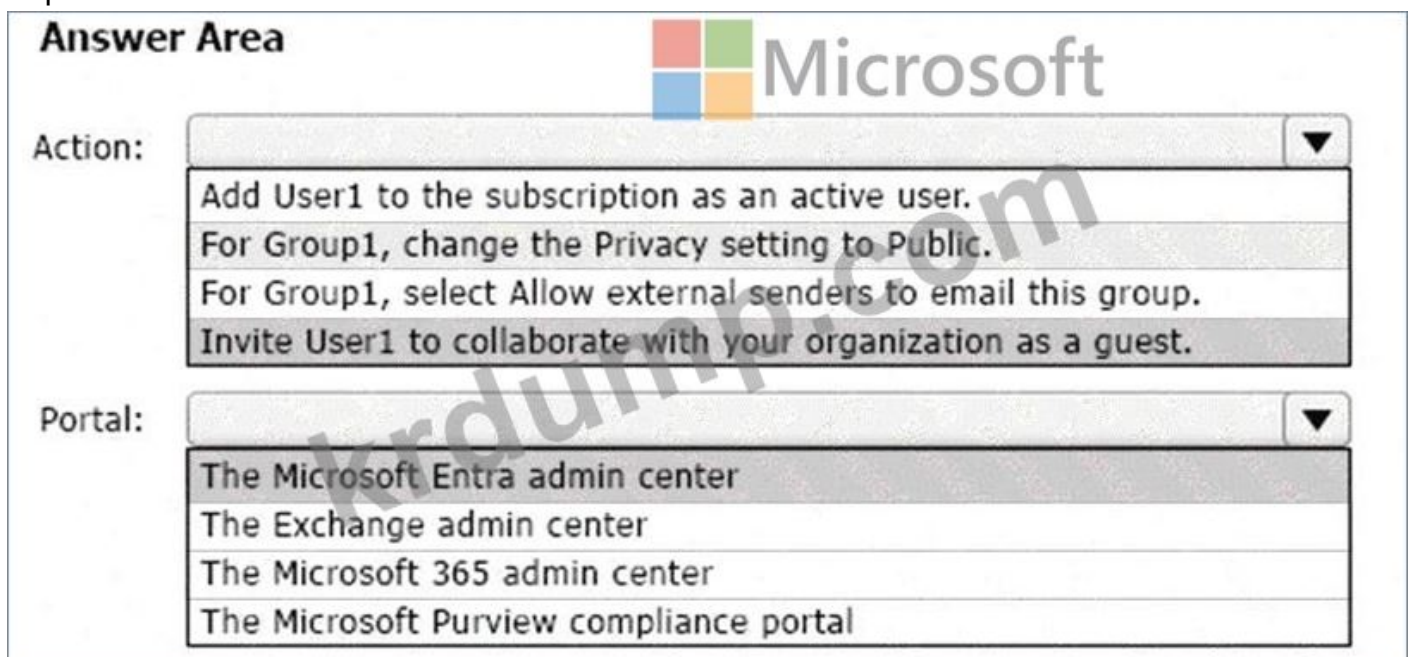 Answer Area
Microsoft
Action:
Add User1 to the subscription as an active user.
For Group1, change the Privacy setting to Public.
For Group1, select Allow external senders to email this group.
Invite User1 to collaborate with your organization as a guest.
Portal:
The Microsoft Entra admin center
The Exchange admin center
The Microsoft 365 admin center
The Microsoft Purview compliance portal
krdump.com